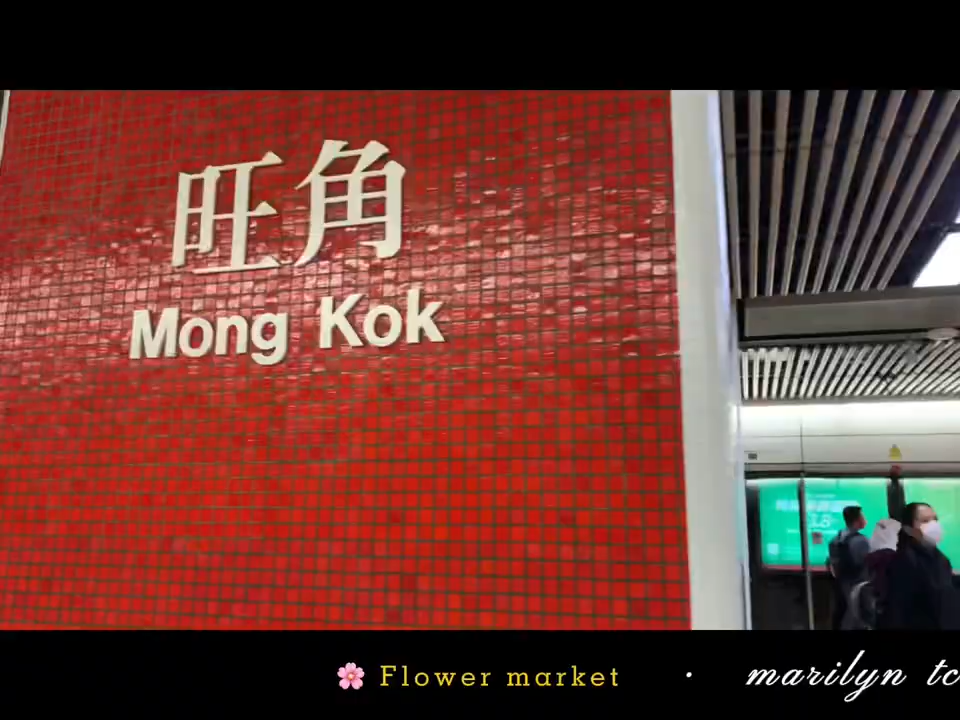 旺角
Mong Kok
🌸 Flower market · marilyn tc